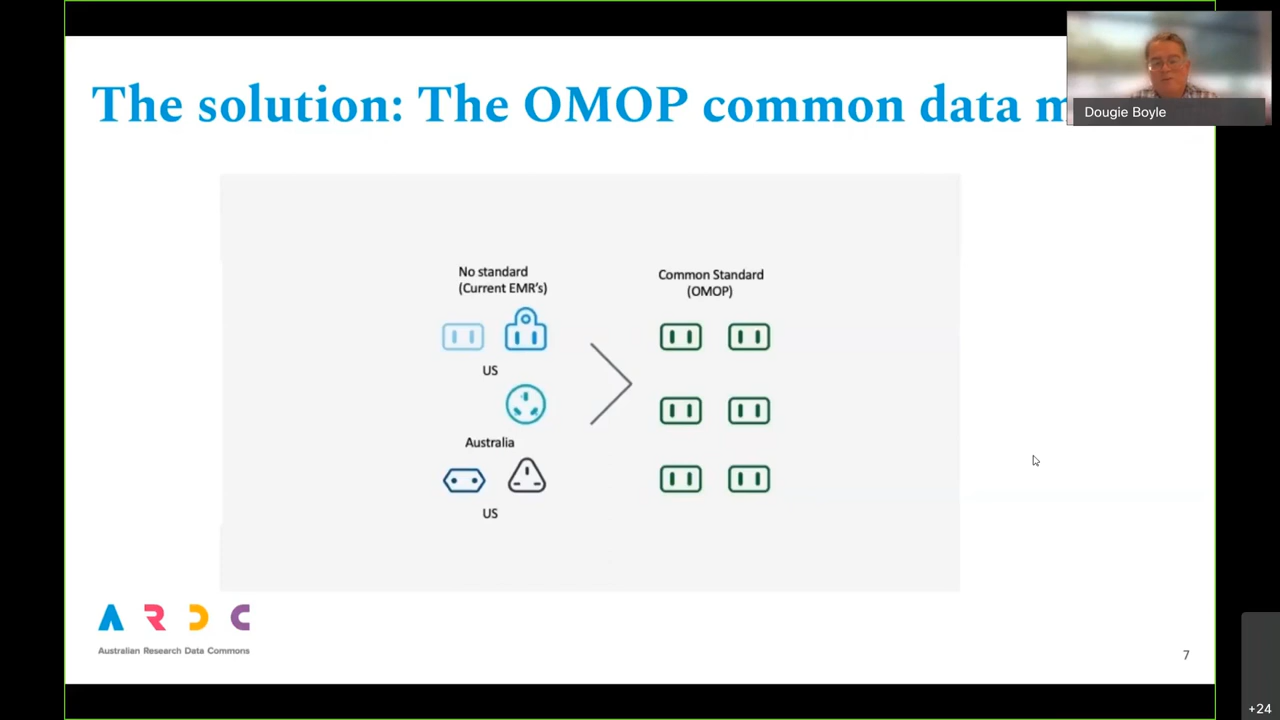 The solution: The OMOP common data m
Dougie Boyle
No standard
(Current EMR's)
Common Standard
(OMOP)
US
Australia
US
ARDC
Australian Research Data Commons
7
+24